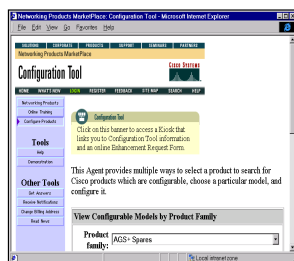 Networking Products MarketPlace: Configuration Tool - Microsoft Internet Explorer
File Edit View Go Favorites Help
SOLUTIONS CORPORATE PRODUCTS SUPPORT SEMINARS PARTNERS
Networking Products MarketPlace
Configuration Tool
CISCO SYSTEMS
HOME WHAT'S NEW LOGIN REGISTER FEEDBACK SITE MAP SEARCH HELP
Networking Products
Online Training
Configure Products
Tools
Help
Demonstration
Other Tools
Get Answers
Receive Notifications
Change Billing Address
Read News
Configuration Tool
Click on this banner to access a Kiosk that
links you to Configuration Tool information
and an online Enhancement Request Form.
This Agent provides multiple ways to select a product to search for
Cisco products which are configurable, choose a particular model, and
configure it.
View Configurable Models by Product Family
Product
family: AGS+ Spares
Local intranet zone